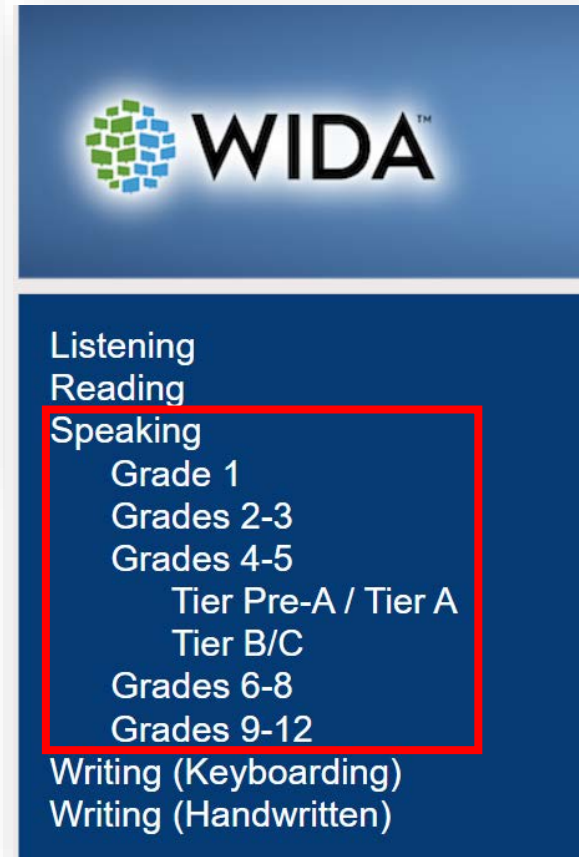 WIDA™
Listening
Reading
Speaking
Grade 1
Grades 2-3
Grades 4-5
Tier Pre-A / Tier A
Tier B/C
Grades 6-8
Grades 9-12
Writing (Keyboarding)
Writing (Handwritten)